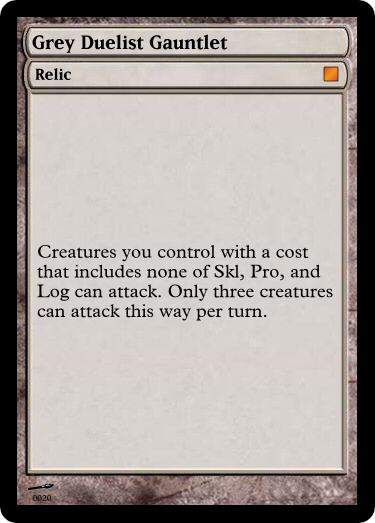 Grey Duelist Gauntlet
Relic
Creatures you control with a cost
that includes none of Skl, Pro, and
Log can attack. Only three creatures
can attack this way per turn.
0020